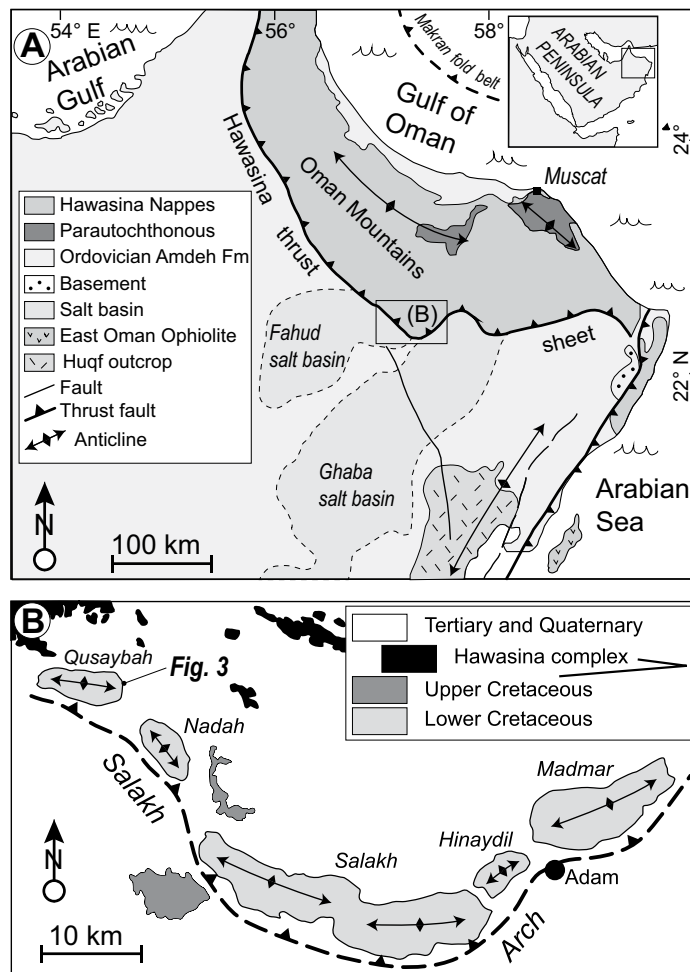 A
54° E
56°
58°
Arabian
Gulf
Makran fold
belt
Gulf of
Oman
ARABIAN
PENINSULA
24°
Muscat
Hawasina
thrust
sheet
Oman Mountains
Hawasina Nappes
Parautochthonous
Ordovician Amdeh Fm
Basement
Salt basin
East Oman Ophiolite
Huqf outcrop
Fault
Thrust fault
Anticline
(B)
Fahud
salt basin
22° N
Ghaba
salt basin
Arabian
Sea
N
100 km
B
Tertiary and Quaternary
Hawasina complex
Upper Cretaceous
Lower Cretaceous
Qusaybah
Fig. 3
Nadah
Salakh
Madmar
Hinaydil
Salakh
Adam
Arch
N
10 km